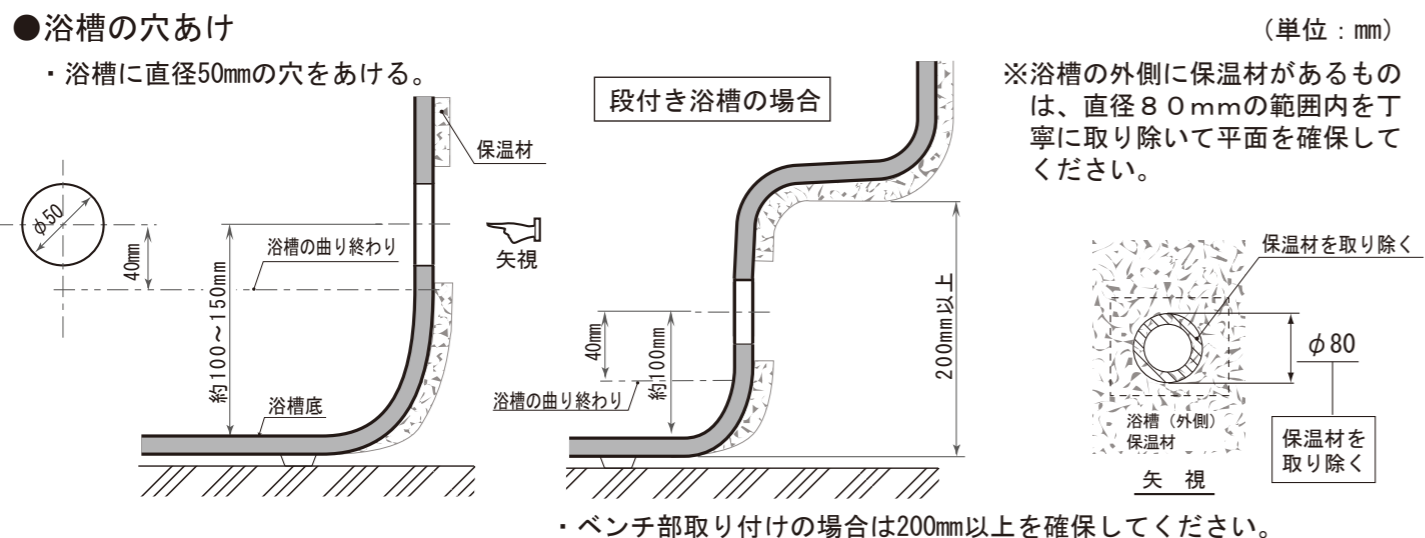 ●浴槽の穴あけ
（単位：mm）
・浴槽に直径50mmの穴をあける。
段付き浴槽の場合
※浴槽の外側に保温材があるもの
は、直径８０ｍｍの範囲内を丁
寧に取り除いて平面を確保して
ください。
保温材
φ50
40mm
浴槽の曲り終わり
約100～150mm
浴槽底
矢視
40mm
約100mm
浴槽の曲り終わり
200mm以上
保温材を取り除く
φ80
浴槽（外側）
保温材
保温材を
取り除く
矢 視
・ベンチ部取り付けの場合は200mm以上を確保してください。